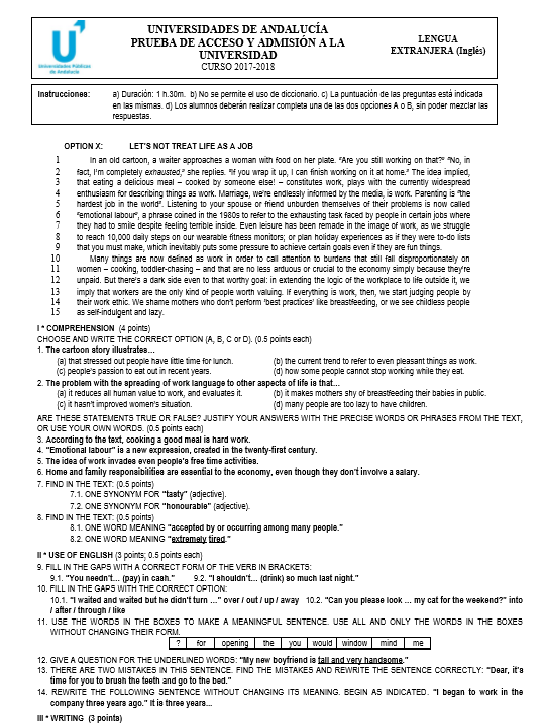 Universidades Públicas
de Andalucía
UNIVERSIDADES DE ANDALUCÍA
PRUEBA DE ACCESO Y ADMISIÓN A LA
UNIVERSIDAD
CURSO 2017-2018
LENGUA
EXTRANJERA (Inglés)
Instrucciones:
a) Duración: 1 h.30m. b) No se permite el uso de diccionario. c) La puntuación de las preguntas está indicada
en las mismas. d) Los alumnos deberán realizar completa una de las dos opciones A o B, sin poder mezclar las
respuestas.
OPTION X: LET'S NOT TREAT LIFE AS A JOB
1 In an old cartoon, a waiter approaches a woman with food on her plate. "Are you still working on that?" "No, in
2 fact, I'm completely exhausted," she replies. "If you wrap it up, I can finish working on it at home." The idea implied,
3 that eating a delicious meal – cooked by someone else! – constitutes work, plays with the currently widespread
4 enthusiasm for describing things as work. Marriage, we're endlessly informed by the media, is work. Parenting is "the
5 hardest job in the world". Listening to your spouse or friend unburden themselves of their problems is now called
6 "emotional labour", a phrase coined in the 1980s to refer to the exhausting task faced by people in certain jobs where
7 they had to smile despite feeling terrible inside. Even leisure has been remade in the image of work, as we struggle
8 to reach 10,000 daily steps on our wearable fitness monitors; or plan holiday experiences as if they were to-do lists
9 that you must make, which inevitably puts some pressure to achieve certain goals even if they are fun things.
10 Many things are now defined as work in order to call attention to burdens that still fall disproportionately on
11 women – cooking, toddler-chasing – and that are no less arduous or crucial to the economy simply because they're
12 unpaid. But there's a dark side even to that worthy goal: in extending the logic of the workplace to life outside it, we
13 imply that workers are the only kind of people worth valuing. If everything is work, then, we start judging people by
14 their work ethic. We shame mothers who don't perform 'best practices' like breastfeeding, or we see childless people
15 as self-indulgent and lazy.
I * COMPREHENSION (4 points)
CHOOSE AND WRITE THE CORRECT OPTION (A, B, C or D). (0.5 points each)
1. The cartoon story illustrates...
(a) that stressed out people have little time for lunch. (b) the current trend to refer to even pleasant things as work.
(c) people's passion to eat out in recent years. (d) how some people cannot stop working while they eat.
2. The problem with the spreading of work language to other aspects of life is that...
(a) it reduces all human value to work, and evaluates it. (b) it makes mothers shy of breastfeeding their babies in public.
(c) it hasn't improved women's situation. (d) many people are too lazy to have children.
ARE THESE STATEMENTS TRUE OR FALSE? JUSTIFY YOUR ANSWERS WITH THE PRECISE WORDS OR PHRASES FROM THE TEXT,
OR USE YOUR OWN WORDS. (0.5 points each)
3. According to the text, cooking a good meal is hard work.
4. "Emotional labour" is a new expression, created in the twenty-first century.
5. The idea of work invades even people's free time activities.
6. Home and family responsibilities are essential to the economy, even though they don't involve a salary.
7. FIND IN THE TEXT: (0.5 points)
7.1. ONE SYNONYM FOR "tasty" (adjective).
7.2. ONE SYNONYM FOR "honourable" (adjective).
8. FIND IN THE TEXT: (0.5 points)
8.1. ONE WORD MEANING "accepted by or occurring among many people."
8.2. ONE WORD MEANING "extremely tired."
II * USE OF ENGLISH (3 points; 0.5 points each)
9. FILL IN THE GAPS WITH A CORRECT FORM OF THE VERB IN BRACKETS:
9.1. "You needn't... (pay) in cash." 9.2. "I shouldn't... (drink) so much last night."
10. FILL IN THE GAPS WITH THE CORRECT OPTION:
10.1. "I waited and waited but he didn't turn ..." over / out / up / away 10.2. "Can you please look ... my cat for the weekend?" into
/ after / through / like
11. USE THE WORDS IN THE BOXES TO MAKE A MEANINGFUL SENTENCE. USE ALL AND ONLY THE WORDS IN THE BOXES
WITHOUT CHANGING THEIR FORM.
? for opening the you would window mind me
12. GIVE A QUESTION FOR THE UNDERLINED WORDS: "My new boyfriend is tall and very handsome."
13. THERE ARE TWO MISTAKES IN THIS SENTENCE. FIND THE MISTAKES AND REWRITE THE SENTENCE CORRECTLY: "Dear, it's
time for you to brush the teeth and go to the bed."
14. REWRITE THE FOLLOWING SENTENCE WITHOUT CHANGING ITS MEANING. BEGIN AS INDICATED. "I began to work in the
company three years ago." It is three years...
III * WRITING (3 points)